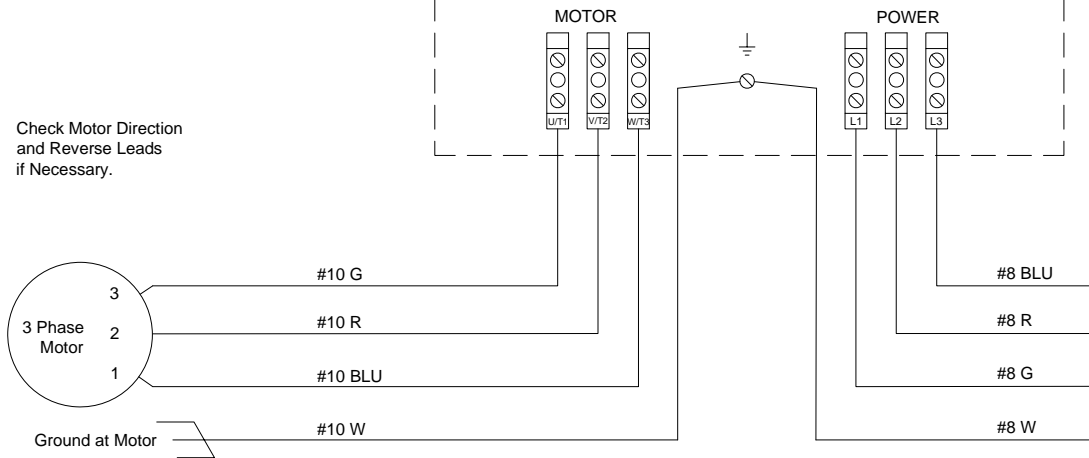 MOTOR
POWER
U/T1
V/T2
W/T3
L1
L2
L3
Check Motor Direction
and Reverse Leads
if Necessary.
#10 G
#8 BLU
3
3 Phase
Motor
2
#10 R
#8 R
1
#10 BLU
#8 G
Ground at Motor
#10 W
#8 W